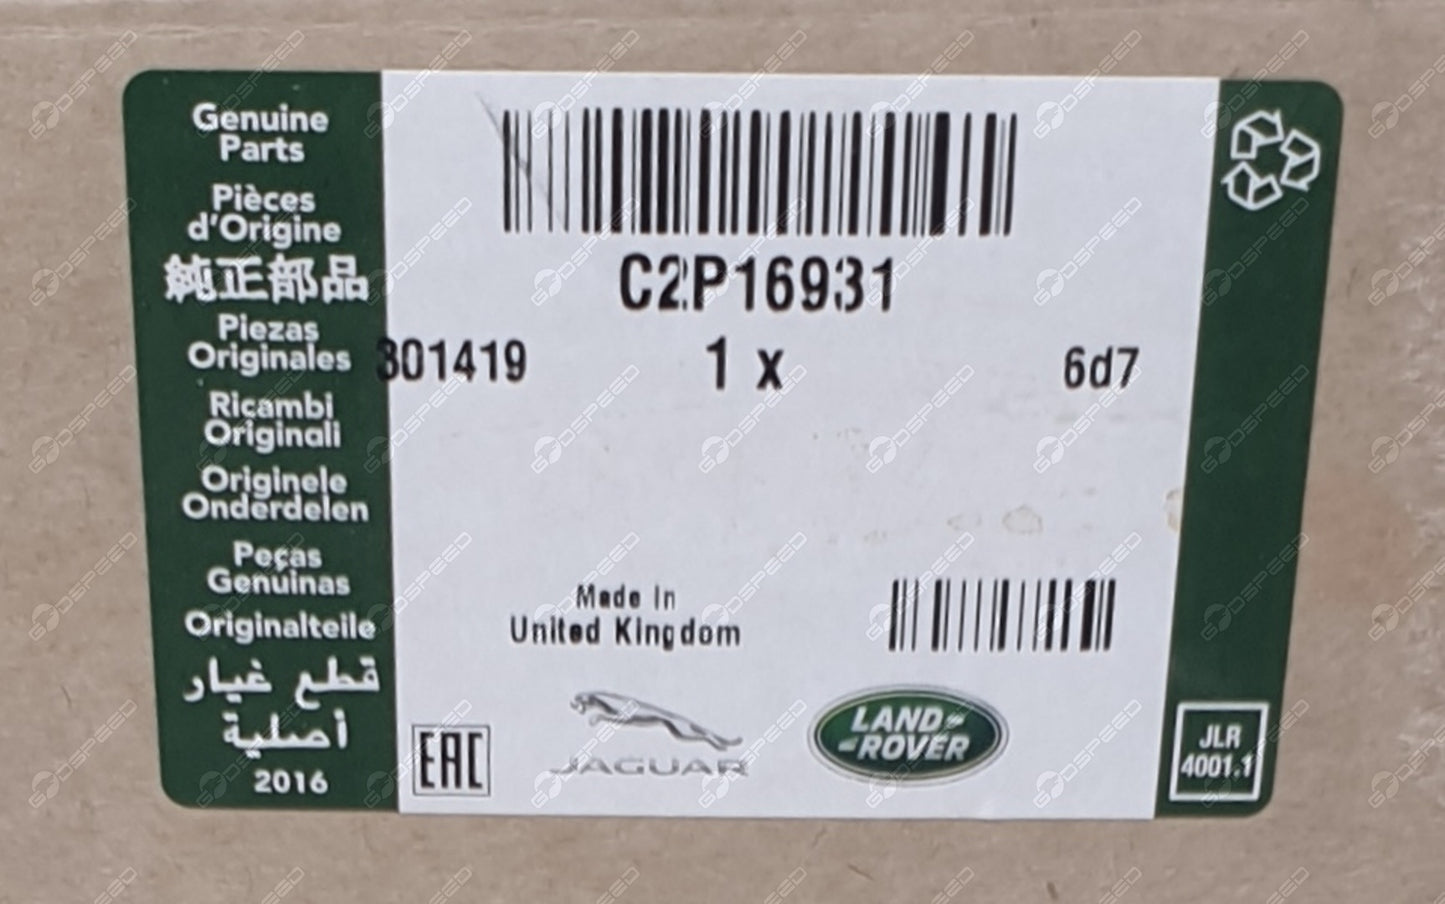 Genuine
Parts
Pièces
d'Origine
純正部品
Piezas
Originales
Ricambi
Originali
Originele
Onderdelen
Peças
Genuinas
Originalteile
قطع غيار
أصلية
2016
C2P16931
301419
1 x
6d7
Made In
United Kingdom
EAC
JAGUAR
LAND-
-ROVER
JLR
4001.1
GODSPEED